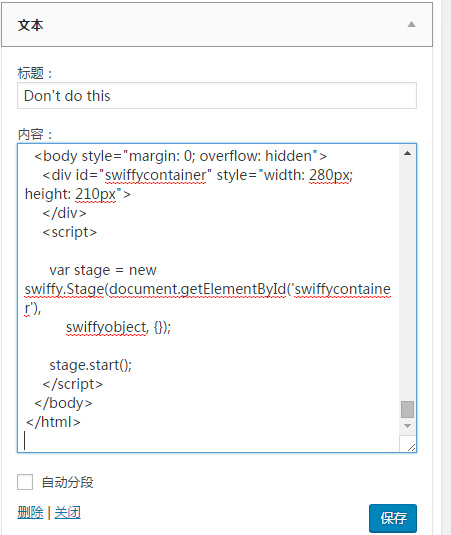 文本
标题：
Don't do this
内容：
<body style="margin: 0; overflow: hidden">
<div id="swiffycontainer" style="width: 280px;
height: 210px">
</div>
<script>
var stage = new
swiffy.Stage(document.getElementById('swiffycontaine
r'),
swiffyobject, {});
stage.start();
</script>
</body>
</html>
自动分段
删除 | 关闭
保存